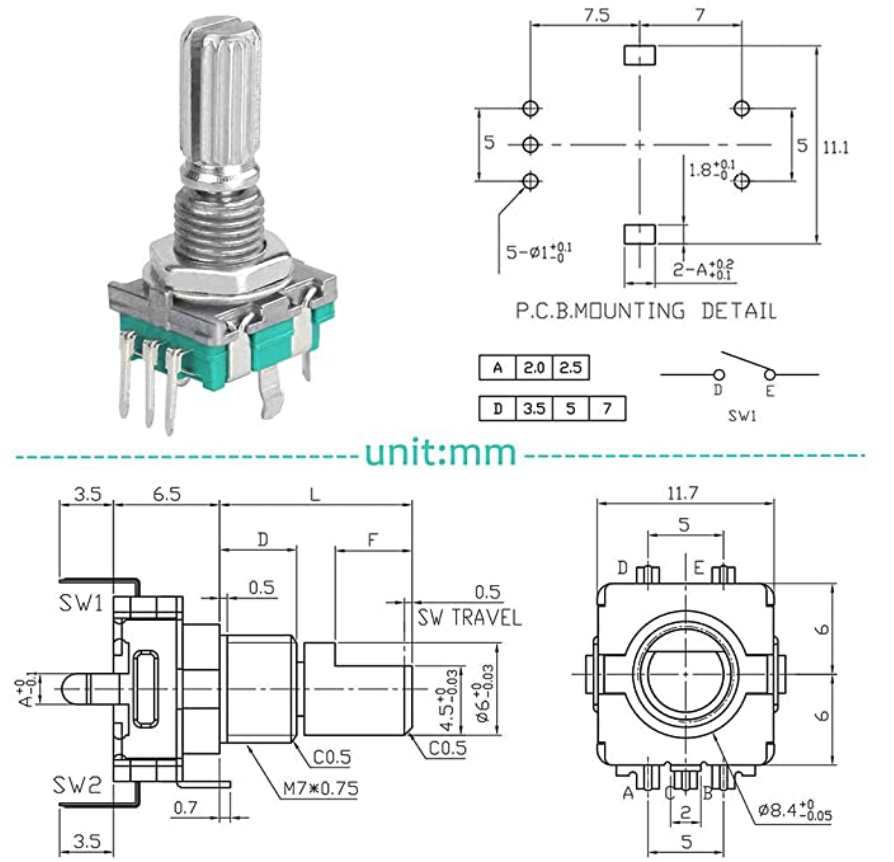 7.5 7
5 5 11.1
1.8+0.1-0
5-ø1+0.1-0
2-A+0.2+0.1
P.C.B.MOUNTING DETAIL
A 2.0 2.5
D 3.5 5 7
D E
SW1
unit:mm
3.5 6.5 L
D F
0.5 0.5
SW1
SW TRAVEL
A+0-0.1
4.5+0-0.03
ø6+0-0.03
SW2
C0.5 C0.5
M7*0.75
0.7
3.5
11.7
5
D E
6
6
A C B
2
ø8.4+0-0.05
5